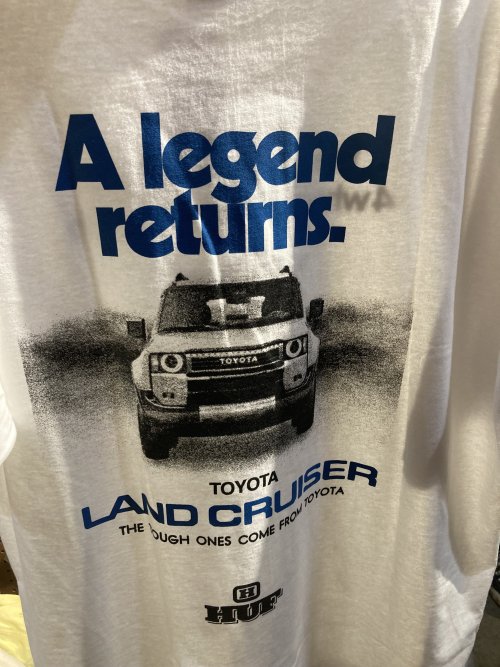 A legend
returns.
TOYOTA
TOYOTA
LAND CRUISER
THE TOUGH ONES COME FROM TOYOTA
H
HUF